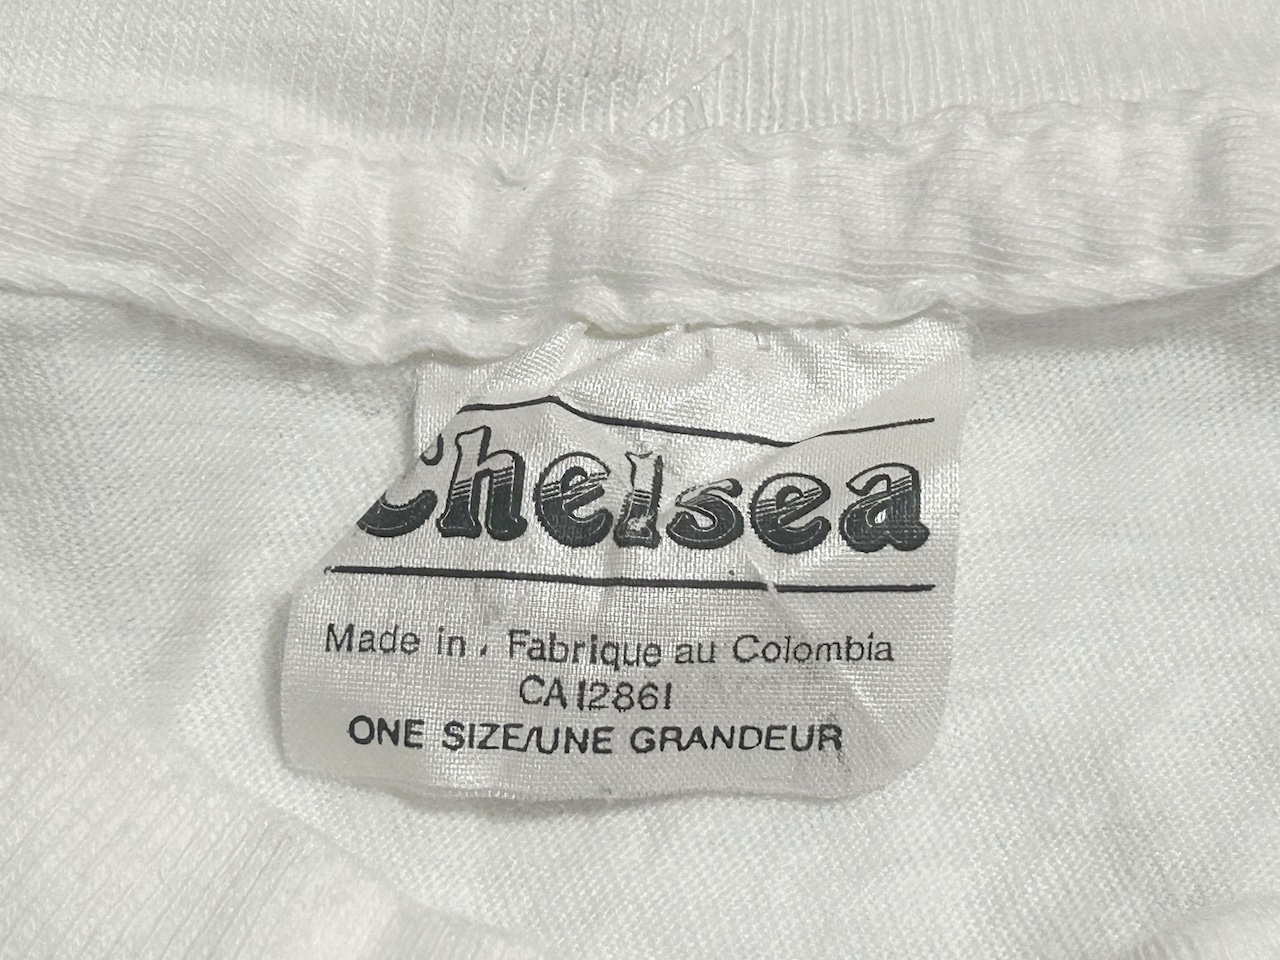 Chelsea
Made in , Fabrique au Colombia
CA12861
ONE SIZE/UNE GRANDEUR